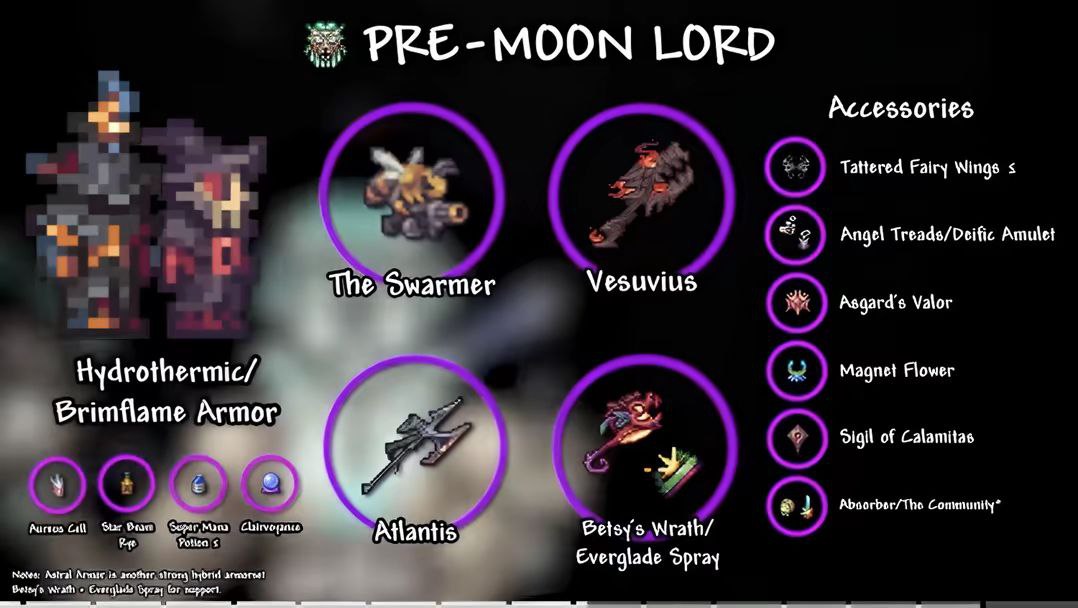 PRE-MOON LORD
Hydrothermic/
Brimflame Armor
Aureus Cell
Star Beam
Rye
Super Mana
Potion ≤
Clairvoyance
Notes: Astral Armor is another strong hybrid armorset
Betsy's Wrath + Everglade Spray for support.
The Swarmer
Vesuvius
Atlantis
Betsy's Wrath/
Everglade Spray
Accessories
Tattered Fairy Wings ≤
Angel Treads/Deific Amulet
Asgard's Valor
Magnet Flower
Sigil of Calamitas
Absorber/The Community*